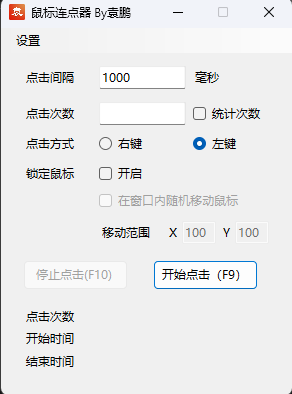 袁 鼠标连点器 By袁鹏
设置
点击间隔 1000 毫秒
点击次数 统计次数
点击方式 右键 左键
锁定鼠标 开启
在窗口内随机移动鼠标
移动范围 X 100 Y 100
停止点击(F10) 开始点击（F9）
点击次数
开始时间
结束时间